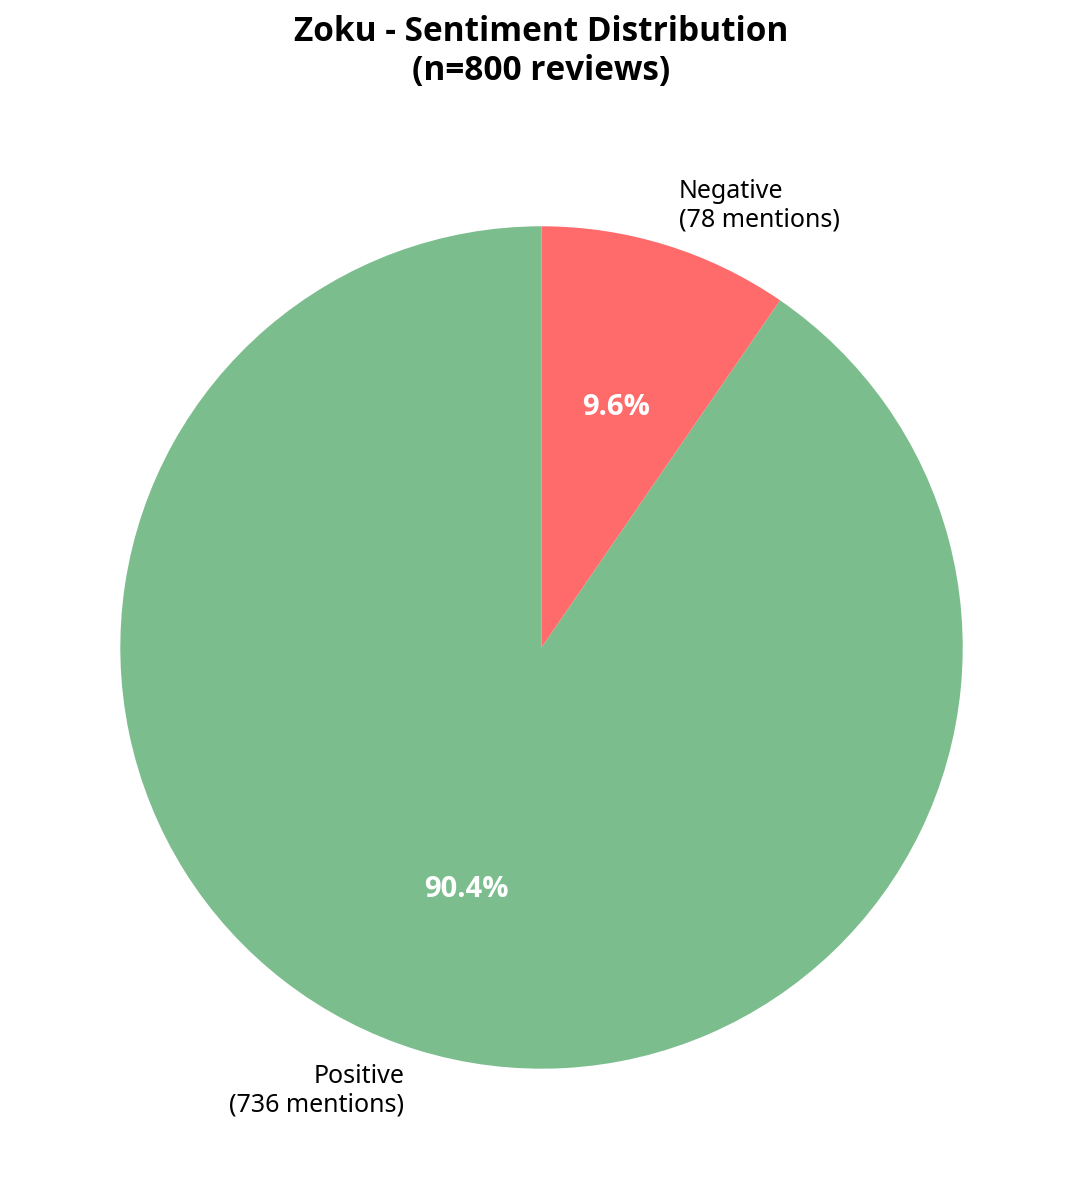 Zoku - Sentiment Distribution
(n=800 reviews)
Negative
(78 mentions)
9.6%
90.4%
Positive
(736 mentions)